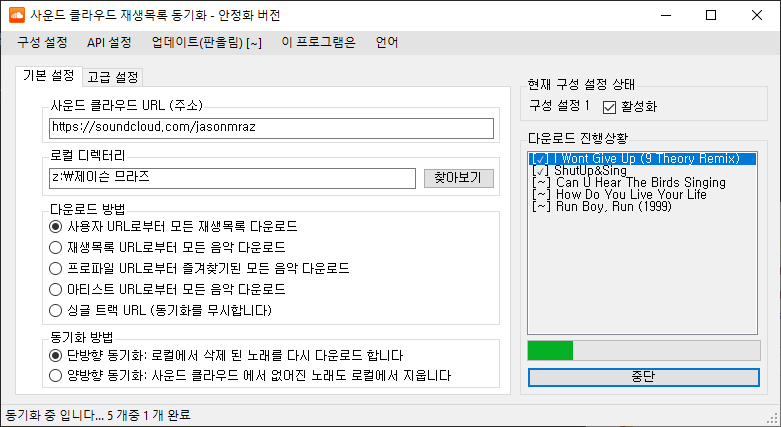 사운드 클라우드 재생목록 동기화 - 안정화 버전
구성 설정 API 설정 업데이트(판올림) [~] 이 프로그램은 언어
기본 설정 고급 설정
사운드 클라우드 URL (주소)
https://soundcloud.com/jasonmraz
로컬 디렉터리
z:₩제이슨 므라즈 찾아보기
다운로드 방법
사용자 URL로부터 모든 재생목록 다운로드
재생목록 URL로부터 모든 음악 다운로드
프로파일 URL로부터 즐겨찾기된 모든 음악 다운로드
아티스트 URL로부터 모든 음악 다운로드
싱글 트랙 URL (동기화를 무시합니다)
동기화 방법
단방향 동기화: 로컬에서 삭제 된 노래를 다시 다운로드 합니다
양방향 동기화: 사운드 클라우드 에서 없어진 노래도 로컬에서 지웁니다
현재 구성 설정 상태
구성 설정 1 활성화
다운로드 진행상황
[✓] I Wont Give Up (9 Theory Remix)
[✓] ShutUp&Sing
[~] Can U Hear The Birds Singing
[~] How Do You Live Your Life
[~] Run Boy, Run (1999)
중단
동기화 중 입니다... 5 개중 1 개 완료